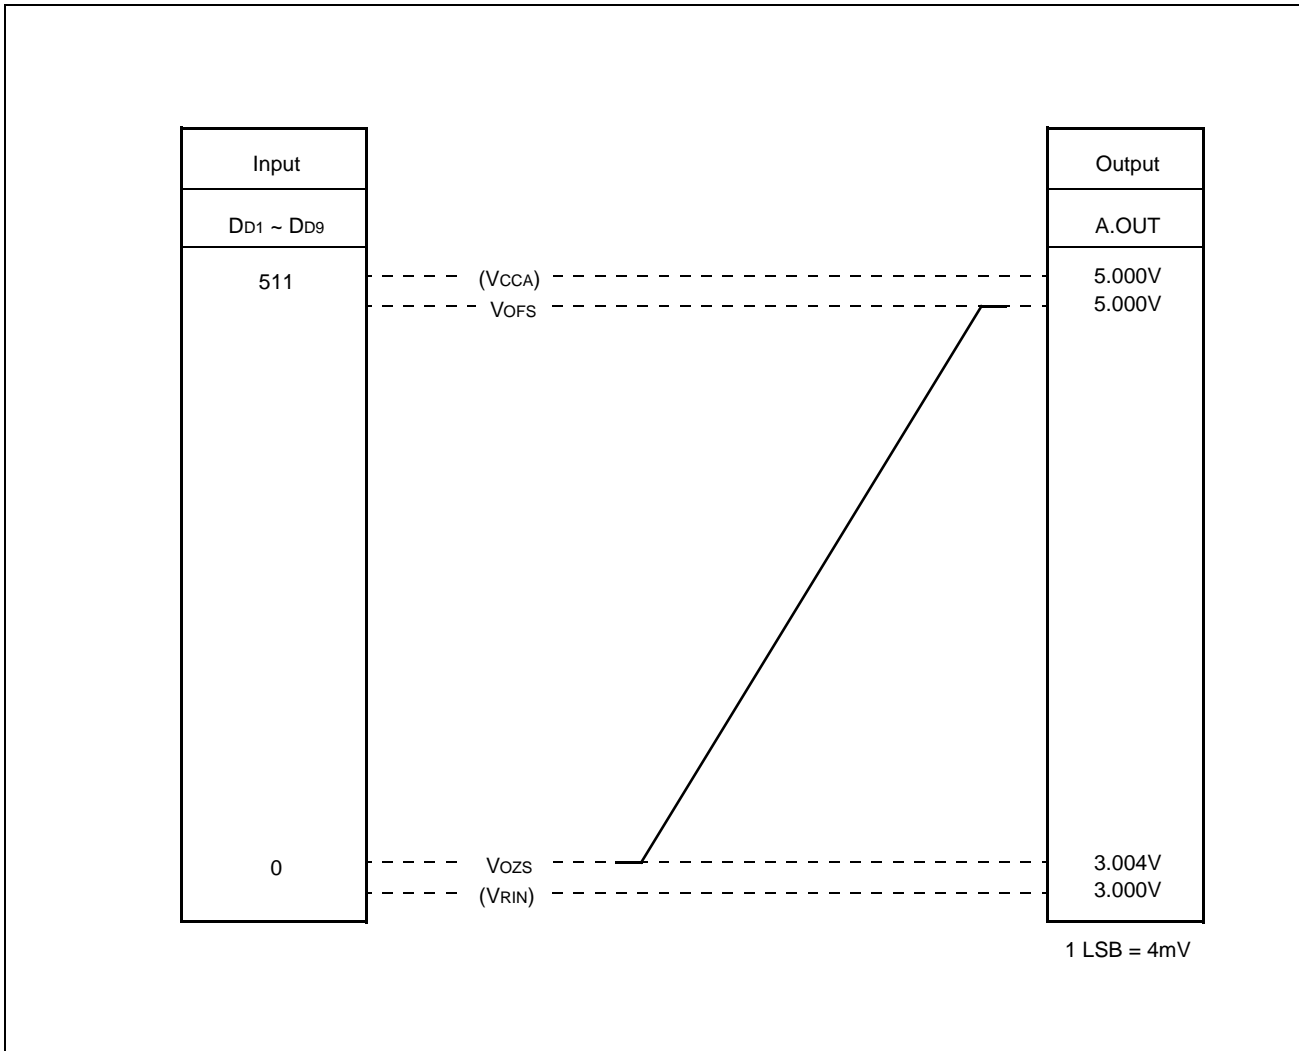 Input
Output
DD1 ~ DD9
A.OUT
511
(VCCA)
5.000V
VOFS
5.000V
0
VOZS
3.004V
(VRIN)
3.000V
1 LSB = 4mV